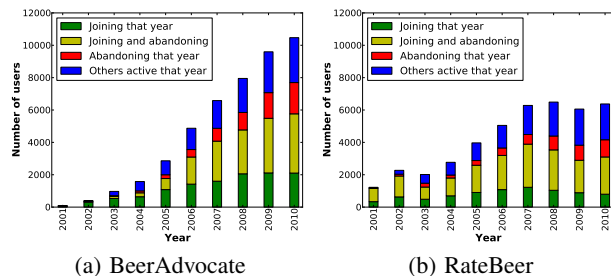 12000
10000
8000
6000
4000
2000
0
Number of users
Joining that year
Joining and abandoning
Abandoning that year
Others active that year
2001 2002 2003 2004 2005 2006 2007 2008 2009 2010
Year
(a) BeerAdvocate
12000
10000
8000
6000
4000
2000
0
Number of users
Joining that year
Joining and abandoning
Abandoning that year
Others active that year
2001 2002 2003 2004 2005 2006 2007 2008 2009 2010
Year
(b) RateBeer